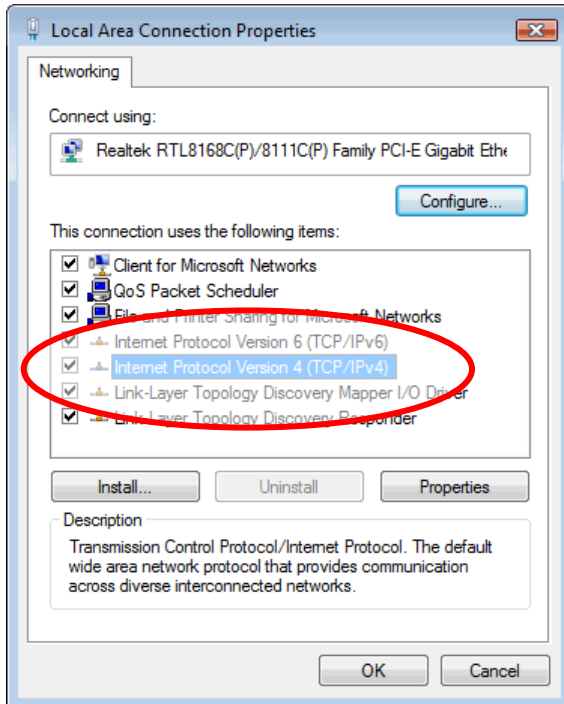 Local Area Connection Properties
Networking
Connect using:
Realtek RTL8168C(P)/8111C(P) Family PCI-E Gigabit Ethe
Configure...
This connection uses the following items:
Client for Microsoft Networks
QoS Packet Scheduler
File and Printer Sharing for Microsoft Networks
Internet Protocol Version 6 (TCP/IPv6)
Internet Protocol Version 4 (TCP/IPv4)
Link-Layer Topology Discovery Mapper I/O Driver
Link-Layer Topology Discovery Responder
Install...
Uninstall
Properties
Description
Transmission Control Protocol/Internet Protocol. The default
wide area network protocol that provides communication
across diverse interconnected networks.
OK
Cancel